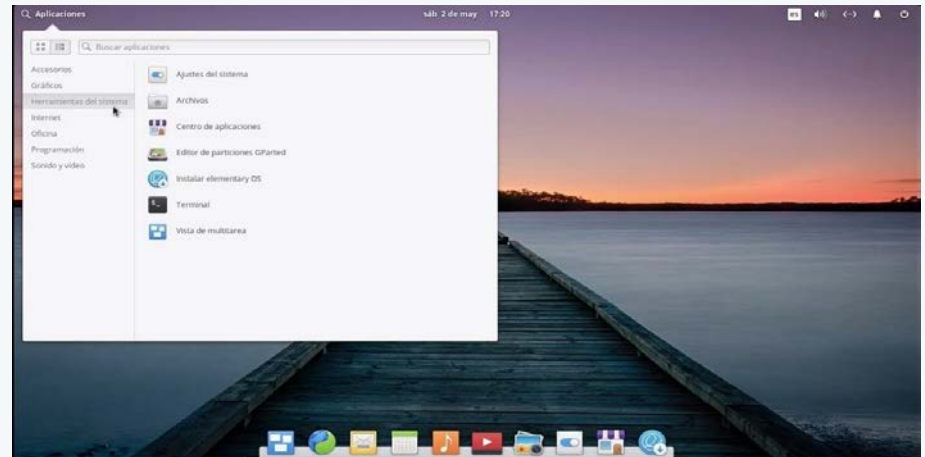 Aplicaciones
sáb 2 de may 17:20
es
Buscar aplicaciones
Accesorios
Gráficos
Herramientas del sistema
Internet
Oficina
Programación
Sonido y vídeo
Ajustes del sistema
Archivos
Centro de aplicaciones
Editor de particiones GParted
Instalar elementary OS
Terminal
Vista de multitarea